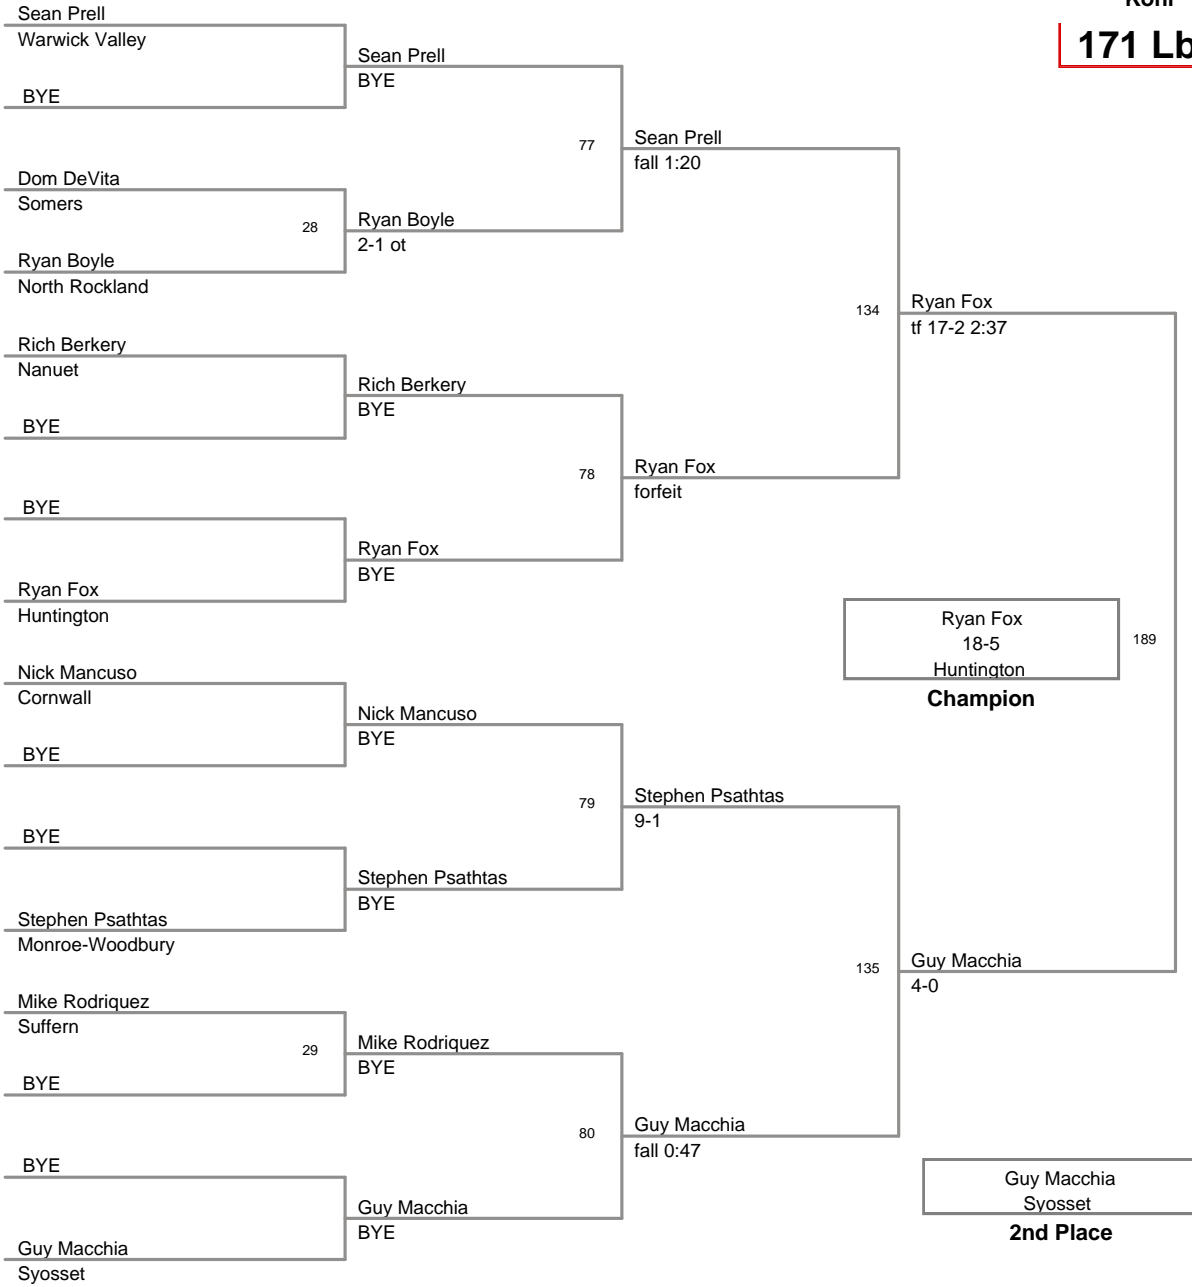 Kohl
171 Lb
Sean Prell
Warwick Valley
BYE
Dom DeVita
Somers
28
Ryan Boyle
North Rockland
Rich Berkery
Nanuet
BYE
BYE
Ryan Fox
Huntington
Nick Mancuso
Cornwall
BYE
BYE
Stephen Psathtas
Monroe-Woodbury
Mike Rodriquez
Suffern
29
BYE
BYE
Guy Macchia
Syosset
Sean Prell
BYE
77
Ryan Boyle
2-1 ot
Rich Berkery
BYE
78
Ryan Fox
BYE
Nick Mancuso
BYE
79
Stephen Psathtas
BYE
Mike Rodriquez
BYE
80
Guy Macchia
BYE
Sean Prell
fall 1:20
134
Ryan Fox
forfeit
Stephen Psathtas
9-1
135
Guy Macchia
fall 0:47
Ryan Fox
tf 17-2 2:37
Guy Macchia
4-0
Ryan Fox
18-5
Huntington
189
Champion
Guy Macchia
Syosset
2nd Place